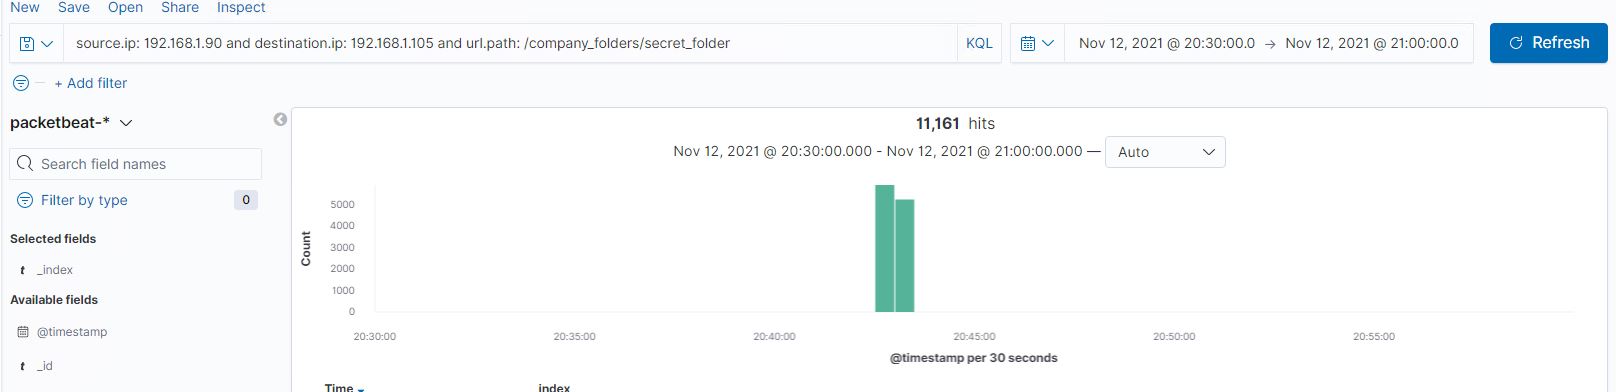 New Save Open Share Inspect
source.ip: 192.168.1.90 and destination.ip: 192.168.1.105 and url.path: /company_folders/secret_folder KQL Nov 12, 2021 @ 20:30:00.0 → Nov 12, 2021 @ 21:00:00.0 Refresh
+ Add filter
packetbeat-*
11,161 hits
Nov 12, 2021 @ 20:30:00.000 - Nov 12, 2021 @ 21:00:00.000 — Auto
Search field names
Filter by type 0
Selected fields
t _index
Available fields
@timestamp
t _id
Count
5000
4000
3000
2000
1000
0
20:30:00 20:35:00 20:40:00 20:45:00 20:50:00 20:55:00
@timestamp per 30 seconds
Time _index